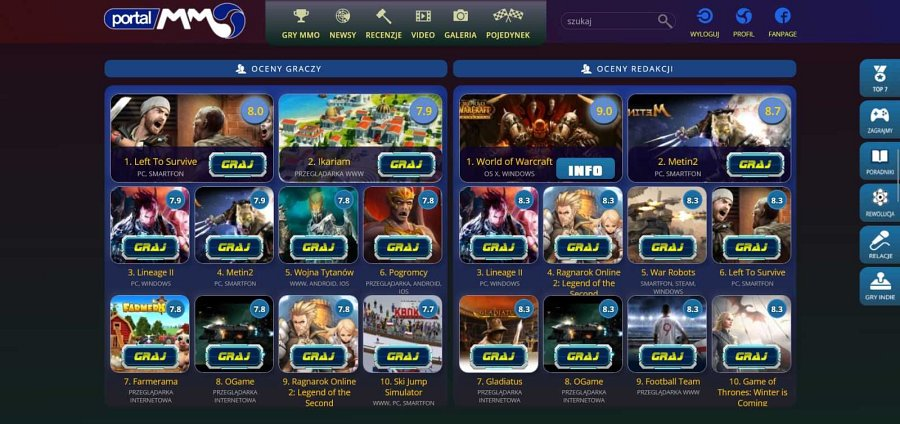 portal MMO
GRY MMO
NEWSY
RECENZJE
VIDEO
GALERIA
POJEDYNEK
szukaj
WYLOGUJ
PROFIL
FANPAGE
OCENY GRACZY
8.0
1. Left To Survive
PC, SMARTFON
GRAJ
7.9
2. Ikariam
PRZEGLĄDARKA WWW
GRAJ
7.9
GRAJ
3. Lineage II
PC, WINDOWS
7.9
GRAJ
4. Metin2
PC, SMARTFON
7.8
GRAJ
5. Wojna Tytanów
WWW, ANDROID, IOS
7.8
GRAJ
6. Pogromcy
PRZEGLĄDARKA, ANDROID,
IOS
FARMERAMA
7.8
GRAJ
7. Farmerama
PRZEGLĄDARKA
INTERNETOWA
7.8
GRAJ
8. OGame
PRZEGLĄDARKA
INTERNETOWA
7.8
GRAJ
9. Ragnarok Online
2: Legend of the
Second
7.7
GRAJ
10. Ski Jump
Simulator
WWW, PC, SMARTFON
OCENY REDAKCJI
WARCRAFT
9.0
1. World of Warcraft
OS X, WINDOWS
INFO
8.7
2. Metin2
PC, SMARTFON
GRAJ
8.3
GRAJ
3. Lineage II
PC, WINDOWS
8.3
GRAJ
4. Ragnarok Online
2: Legend of the
Second
8.3
GRAJ
5. War Robots
SMARTFON, STEAM,
WINDOWS
8.3
GRAJ
6. Left To Survive
PC, SMARTFON
8.3
GRAJ
7. Gladiatus
PRZEGLĄDARKA
INTERNETOWA
8.3
GRAJ
8. OGame
PRZEGLĄDARKA
INTERNETOWA
8.3
GRAJ
9. Football Team
PRZEGLĄDARKA WWW
8.3
GRAJ
10. Game of
Thrones: Winter is
Coming
TOP 7
ZAGRAJMY
PORADNIKI
REWOLUCJA
RELACJE
GRY INDIE